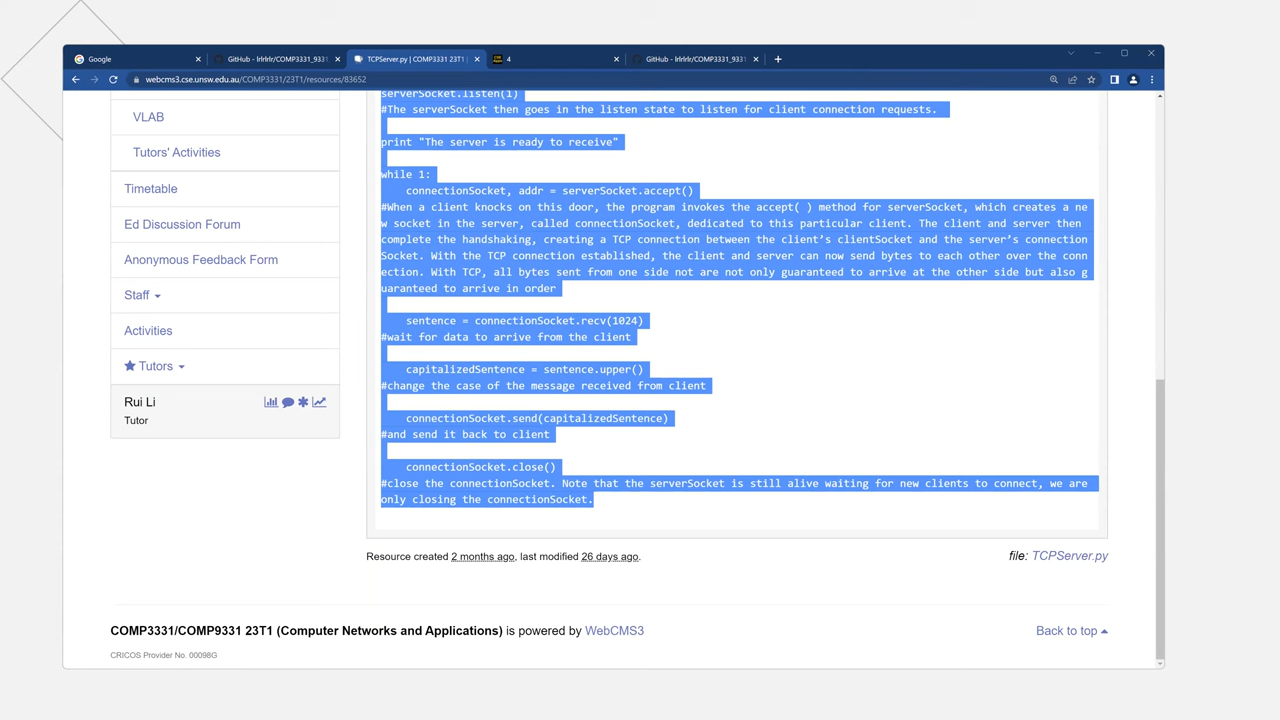 Google
GitHub - lrlrlrlr/COMP3331_9331
TCPServer.py | COMP3331 23T1
4
GitHub - lrlrlrlr/COMP3331_9331
webcms3.cse.unsw.edu.au/COMP3331/23T1/resources/83652
VLAB
Tutors' Activities
Timetable
Ed Discussion Forum
Anonymous Feedback Form
Staff
Activities
Tutors
Rui Li
Tutor
serverSocket.listen(1)
#The serverSocket then goes in the listen state to listen for client connection requests.
print "The server is ready to receive"
while 1:
connectionSocket, addr = serverSocket.accept()
#When a client knocks on this door, the program invokes the accept( ) method for serverSocket, which creates a ne
w socket in the server, called connectionSocket, dedicated to this particular client. The client and server then
complete the handshaking, creating a TCP connection between the client’s clientSocket and the server’s connection
Socket. With the TCP connection established, the client and server can now send bytes to each other over the conn
ection. With TCP, all bytes sent from one side not are not only guaranteed to arrive at the other side but also g
uaranteed to arrive in order
sentence = connectionSocket.recv(1024)
#wait for data to arrive from the client
capitalizedSentence = sentence.upper()
#change the case of the message received from client
connectionSocket.send(capitalizedSentence)
#and send it back to client
connectionSocket.close()
#close the connectionSocket. Note that the serverSocket is still alive waiting for new clients to connect, we are
only closing the connectionSocket.
Resource created 2 months ago, last modified 26 days ago.
file: TCPServer.py
COMP3331/COMP9331 23T1 (Computer Networks and Applications) is powered by WebCMS3
Back to top
CRICOS Provider No. 00098G